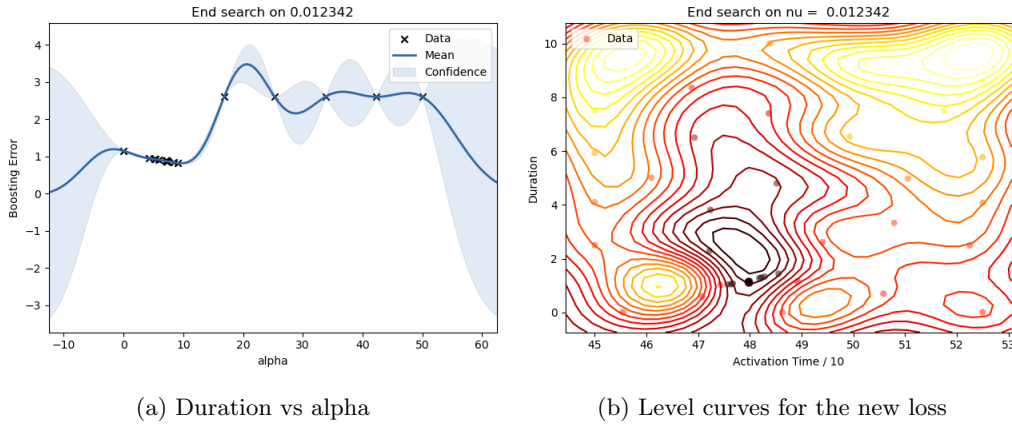 End search on 0.012342
4
3
2
1
0
−1
−2
−3
Boosting Error
Data
Mean
Confidence
−10 0 10 20 30 40 50 60
alpha
(a) Duration vs alpha
End search on nu = 0.012342
10
8
6
4
2
0
Duration
Data
45 46 47 48 49 50 51 52 53
Activation Time / 10
(b) Level curves for the new loss